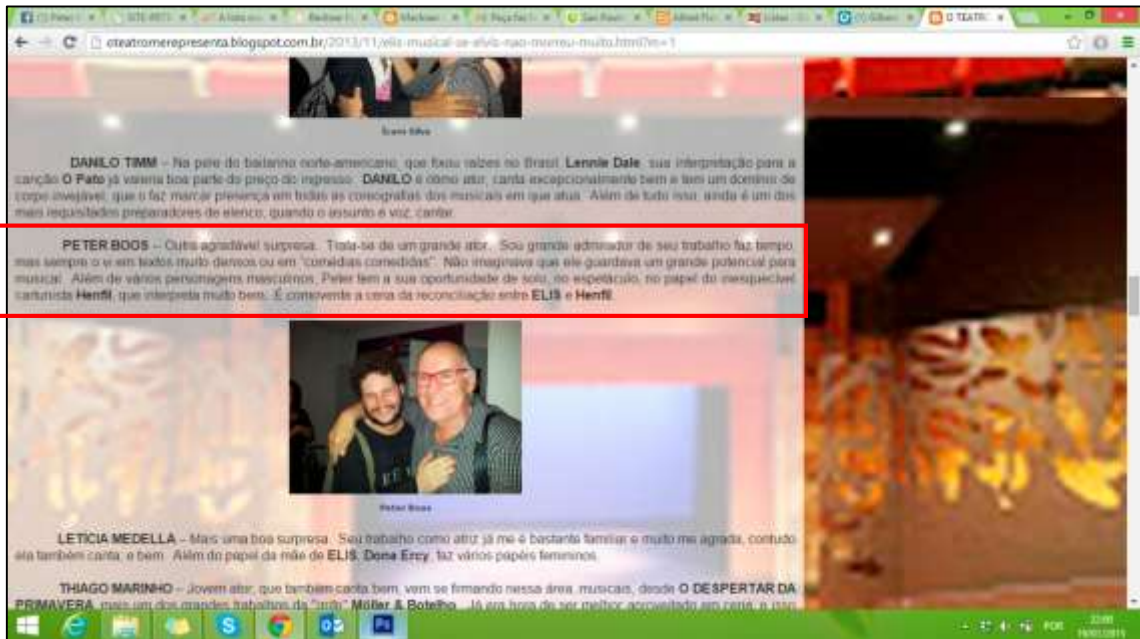 oteatromerepresenta.blogspot.com.br/2013/11/elis-musical-se-elvis-nao-morreu-muito.html?m=1
DANILO TIMM – Na pele do bailarino norte-americano, que fixou raízes no Brasil, Lennie Dale, sua interpretação para a
canção O Pato já valeria boa parte do preço do ingresso. DANILO é ótimo ator, canta excepcionalmente bem e tem um domínio de
corpo invejável, que o faz marcar presença em todas as coreografias dos musicais em que atua. Além de tudo isso, ainda é um dos
mais requisitados preparadores de elenco, quando o assunto é voz, cantar.
PETER BOOS – Outra agradável surpresa. Trata-se de um grande ator. Sou grande admirador de seu trabalho faz tempo,
mas sempre o vi em textos muito densos ou em "comédias comedidas". Não imaginava que ele guardava um grande potencial para
musical. Além de vários personagens masculinos, Peter tem a sua oportunidade de solo, no espetáculo, no papel do inesquecível
cartunista Henfil, que interpreta muito bem. É comovente a cena da reconciliação entre ELIS e Henfil.
Peter Boos
LETÍCIA MEDELLA – Mais uma boa surpresa. Seu trabalho como atriz já me é bastante familiar e muito me agrada, contudo
ela também canta, e bem. Além do papel da mãe de ELIS, Dona Ercy, faz vários papéis femininos.
THIAGO MARINHO – Jovem ator, que também canta bem, vem se firmando nessa área, musicais, desde O DESPERTAR DA
PRIMAVERA, mais um dos grandes trabalhos da "grife" Möller & Botelho. Já era hora de ser melhor aproveitado em cena, e isso
POR